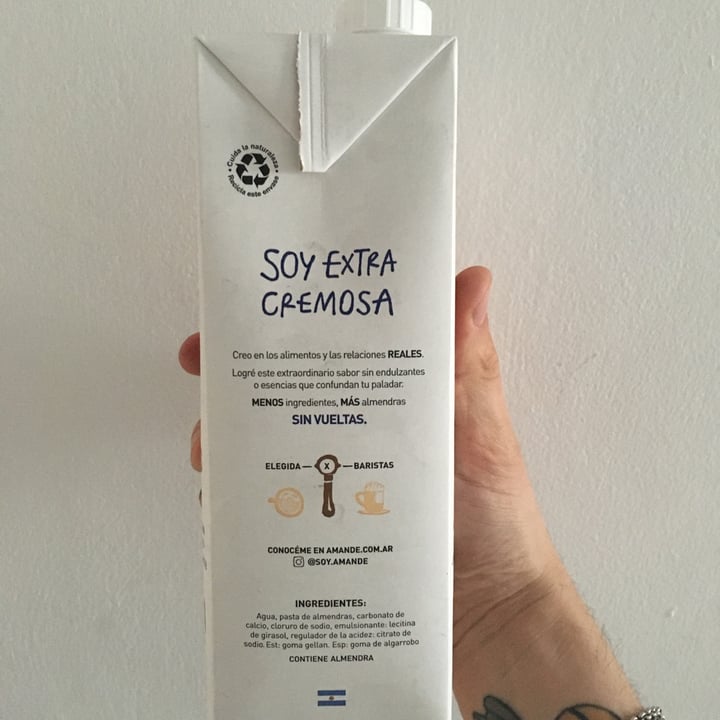 Cuida la naturaleza
Recicla este envase
SOY EXTRA
CREMOSA
Creo en los alimentos y las relaciones REALES.
Logré este extraordinario sabor sin endulzantes
o esencias que confundan tu paladar.
MENOS ingredientes, MÁS almendras
SIN VUELTAS.
ELEGIDA X BARISTAS
CONOCÉME EN AMANDE.COM.AR
@SOY.AMANDE
INGREDIENTES:
Agua, pasta de almendras, carbonato de
calcio, cloruro de sodio, emulsionante: lecitina
de girasol, regulador de la acidez: citrato de
sodio. Est: goma gellan. Esp: goma de algarrobo
CONTIENE ALMENDRA